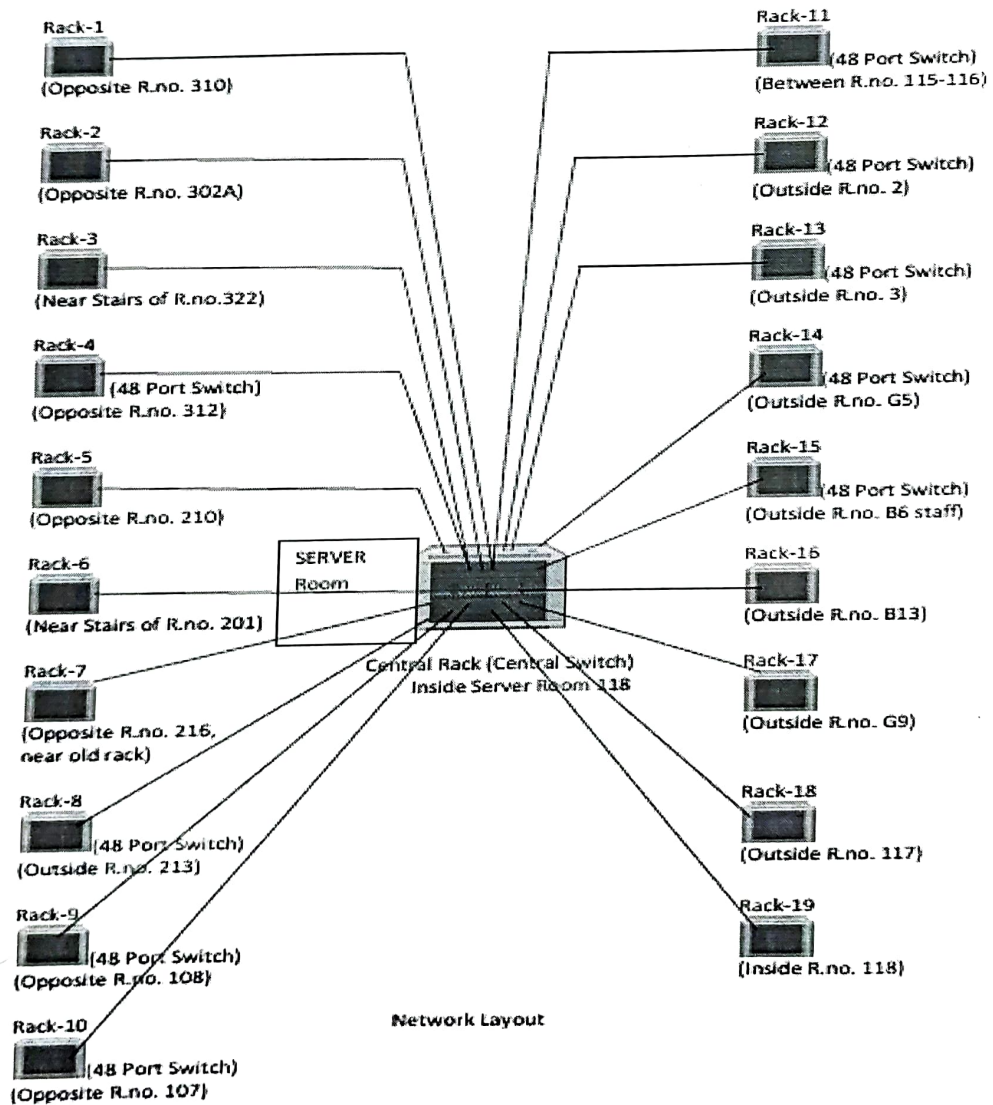 Rack-1
(Opposite R.no. 310)
Rack-2
(Opposite R.no. 302A)
Rack-3
(Near Stairs of R.no.322)
Rack-4
(48 Port Switch)
(Opposite R.no. 312)
Rack-5
(Opposite R.no. 210)
Rack-6
(Near Stairs of R.no. 201)
Rack-7
(Opposite R.no. 216,
near old rack)
Rack-8
(48 Port Switch)
(Outside R.no. 213)
Rack-9
(48 Port Switch)
(Opposite R.no. 108)
Rack-10
(48 Port Switch)
(Opposite R.no. 107)
SERVER
Room
Central Rack (Central Switch)
Inside Server Room 118
Network Layout
Rack-11
(48 Port Switch)
(Between R.no. 115-116)
Rack-12
(48 Port Switch)
(Outside R.no. 2)
Rack-13
(48 Port Switch)
(Outside R.no. 3)
Rack-14
(48 Port Switch)
(Outside R.no. G5)
Rack-15
(48 Port Switch)
(Outside R.no. B6 staff)
Rack-16
(Outside R.no. B13)
Rack-17
(Outside R.no. G9)
Rack-18
(Outside R.no. 117)
Rack-19
(Inside R.no. 118)